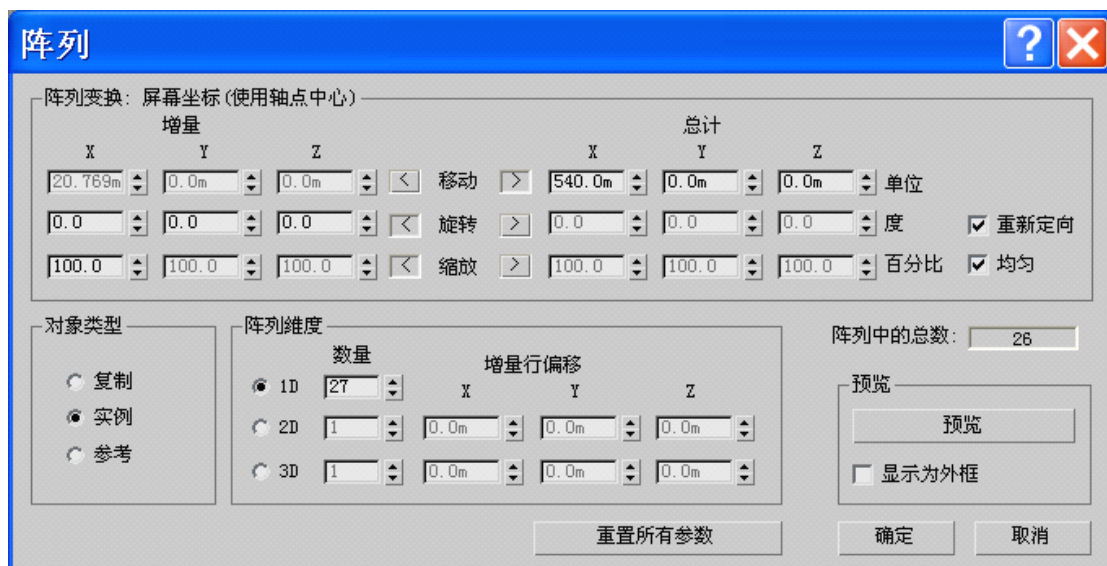 阵列
阵列变换: 屏幕坐标(使用轴点中心)
增量 总计
X Y Z X Y Z
20.769m 0.0m 0.0m < 移动 > 540.0m 0.0m 0.0m 单位
0.0 0.0 0.0 < 旋转 > 0.0 0.0 0.0 度 重新定向
100.0 100.0 100.0 < 缩放 > 100.0 100.0 100.0 百分比 均匀
对象类型
复制
实例
参考
阵列维度
数量 增量行偏移
X Y Z
1D 27
2D 1 0.0m 0.0m 0.0m
3D 1 0.0m 0.0m 0.0m
阵列中的总数: 26
预览
预览
显示为外框
重置所有参数 确定 取消